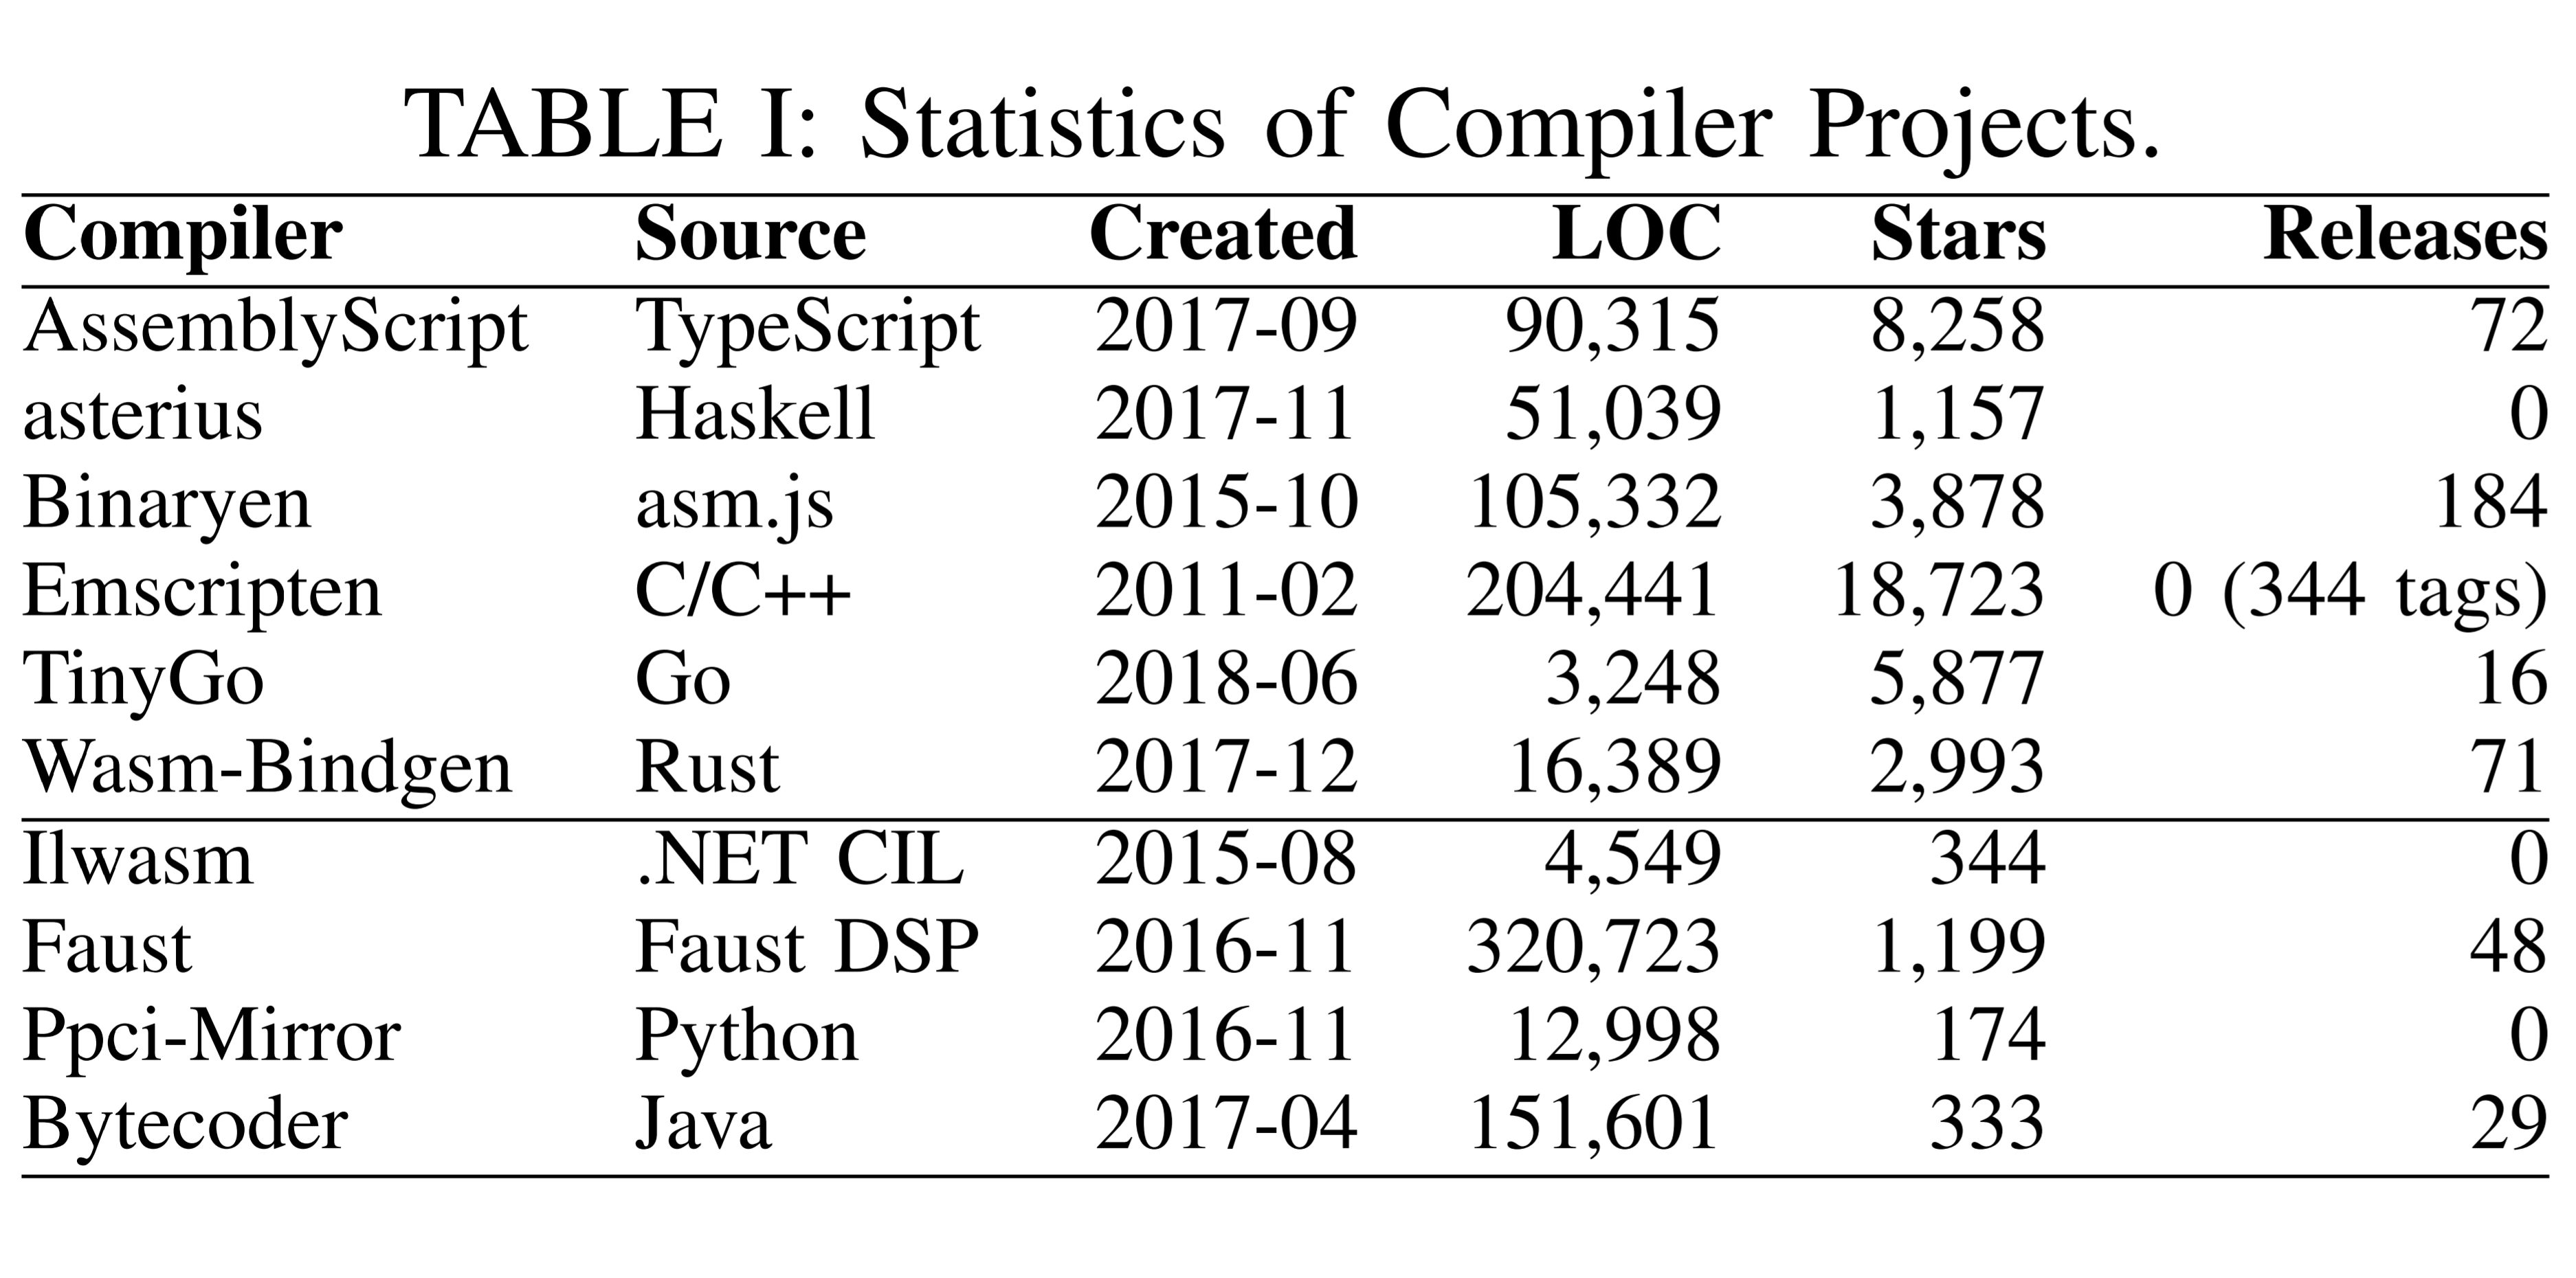 TABLE I: Statistics of Compiler Projects.
Compiler Source Created LOC Stars Releases
AssemblyScript TypeScript 2017-09 90,315 8,258 72
asterius Haskell 2017-11 51,039 1,157 0
Binaryen asm.js 2015-10 105,332 3,878 184
Emscripten C/C++ 2011-02 204,441 18,723 0 (344 tags)
TinyGo Go 2018-06 3,248 5,877 16
Wasm-Bindgen Rust 2017-12 16,389 2,993 71
Ilwasm .NET CIL 2015-08 4,549 344 0
Faust Faust DSP 2016-11 320,723 1,199 48
Ppci-Mirror Python 2016-11 12,998 174 0
Bytecoder Java 2017-04 151,601 333 29